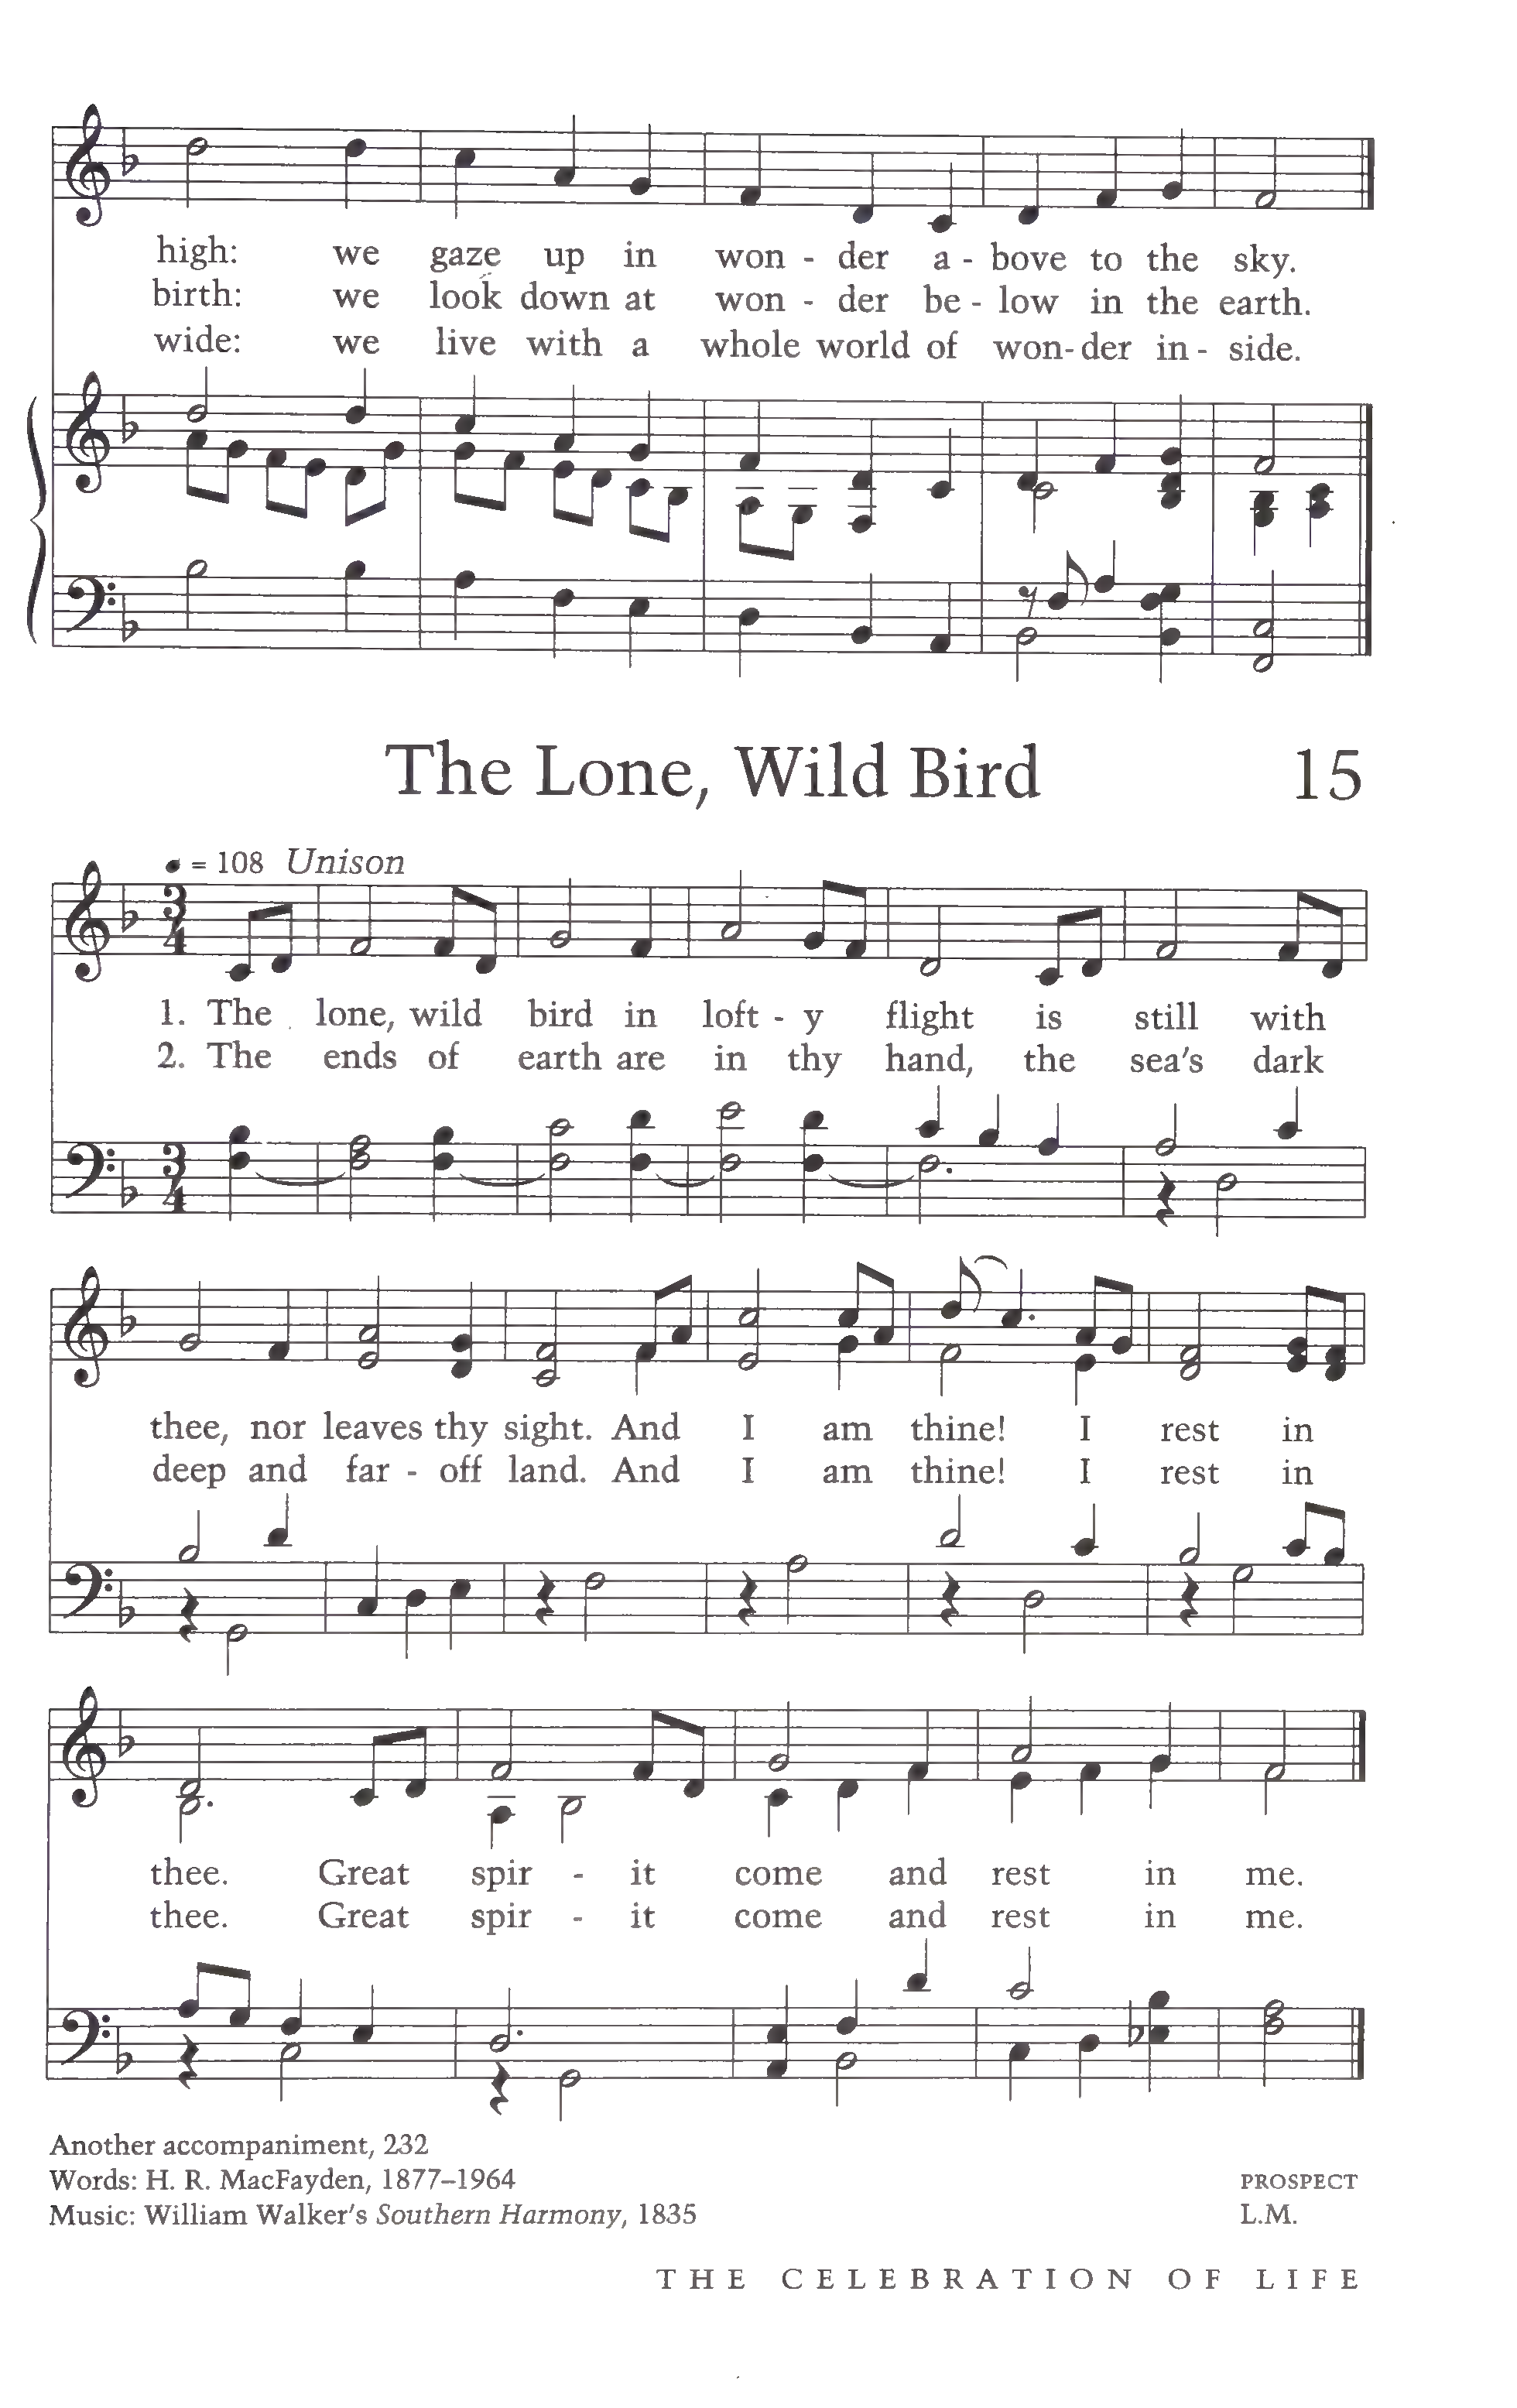 high: we gaze up in won - der a - bove to the sky.
birth: we look down at won - der be - low in the earth.
wide: we live with a whole world of won- der in - side.
The Lone, Wild Bird 15
= 108 Unison
3
4
1. The lone, wild bird in loft - y flight is still with
2. The ends of earth are in thy hand, the sea's dark
3
4
thee, nor leaves thy sight. And I am thine! I rest in
deep and far - off land. And I am thine! I rest in
thee. Great spir - it come and rest in me.
thee. Great spir - it come and rest in me.
Another accompaniment, 232
Words: H. R. MacFayden, 1877–1964 PROSPECT
Music: William Walker's Southern Harmony, 1835 L.M.
THE CELEBRATION OF LIFE